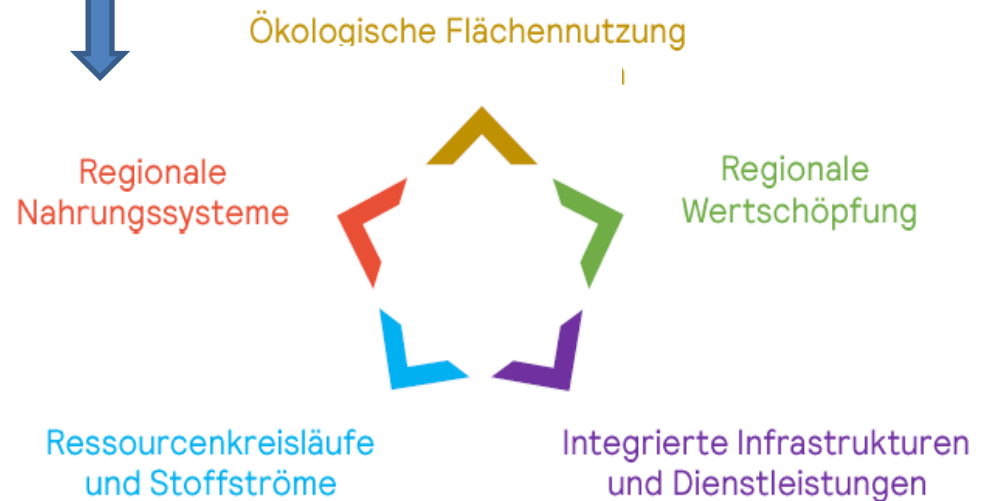 Ökologische Flächennutzung
Regionale
Nahrungssysteme
Regionale
Wertschöpfung
Ressourcenkreisläufe
und Stoffströme
Integrierte Infrastrukturen
und Dienstleistungen